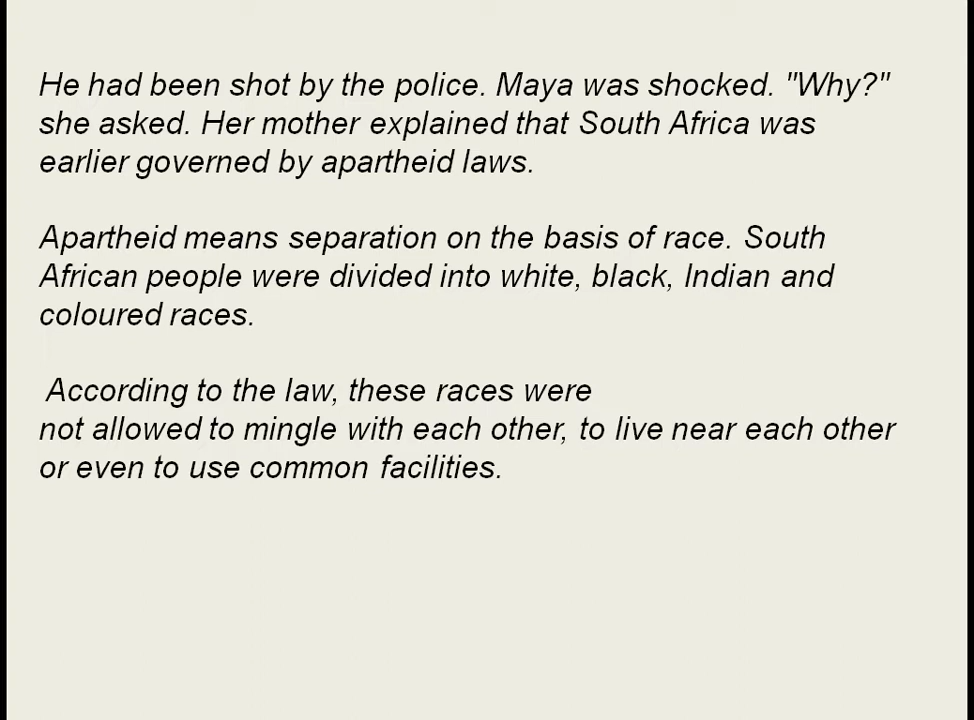 He had been shot by the police. Maya was shocked. "Why?"
she asked. Her mother explained that South Africa was
earlier governed by apartheid laws.
Apartheid means separation on the basis of race. South
African people were divided into white, black, Indian and
coloured races.
According to the law, these races were
not allowed to mingle with each other, to live near each other
or even to use common facilities.